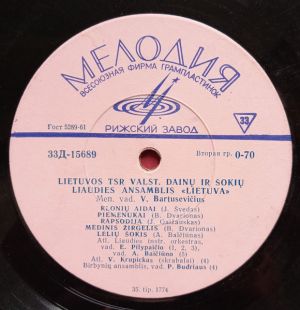 МЕЛОДИЯ
ВСЕСОЮЗНАЯ ФИРМА ГРАМПЛАСТИНОК
Гост 5289-61
33
РИЖСКИЙ ЗАВОД
33Д-15689
Вторая гр. 0-70
LIETUVOS TSR VALST. DAINŲ IR ŠOKIŲ
LIAUDIES ANSAMBLIS «LIETUVA»
Men. vad. V. Bartusevičius
KLONIŲ AIDAI (J. Švedas)
PIEMENUKAI (B. Dvarionas)
RAPSODIJA (J. Gaižauskas)
MEDINIS ŽIRGELIS (B. Dvarionas)
LELIŲ ŠOKIS (A. Balčiūnas)
Atl. Liaudies instr. orkestras,
vad. E. Pilypaitis (1, 2, 3),
vad. A. Balčiūnas (5)
Atl. V. Krupickas (skrabalai) (4)
Birbynių ansamblis, vad. P. Budriaus (4)
35. tip. 1774